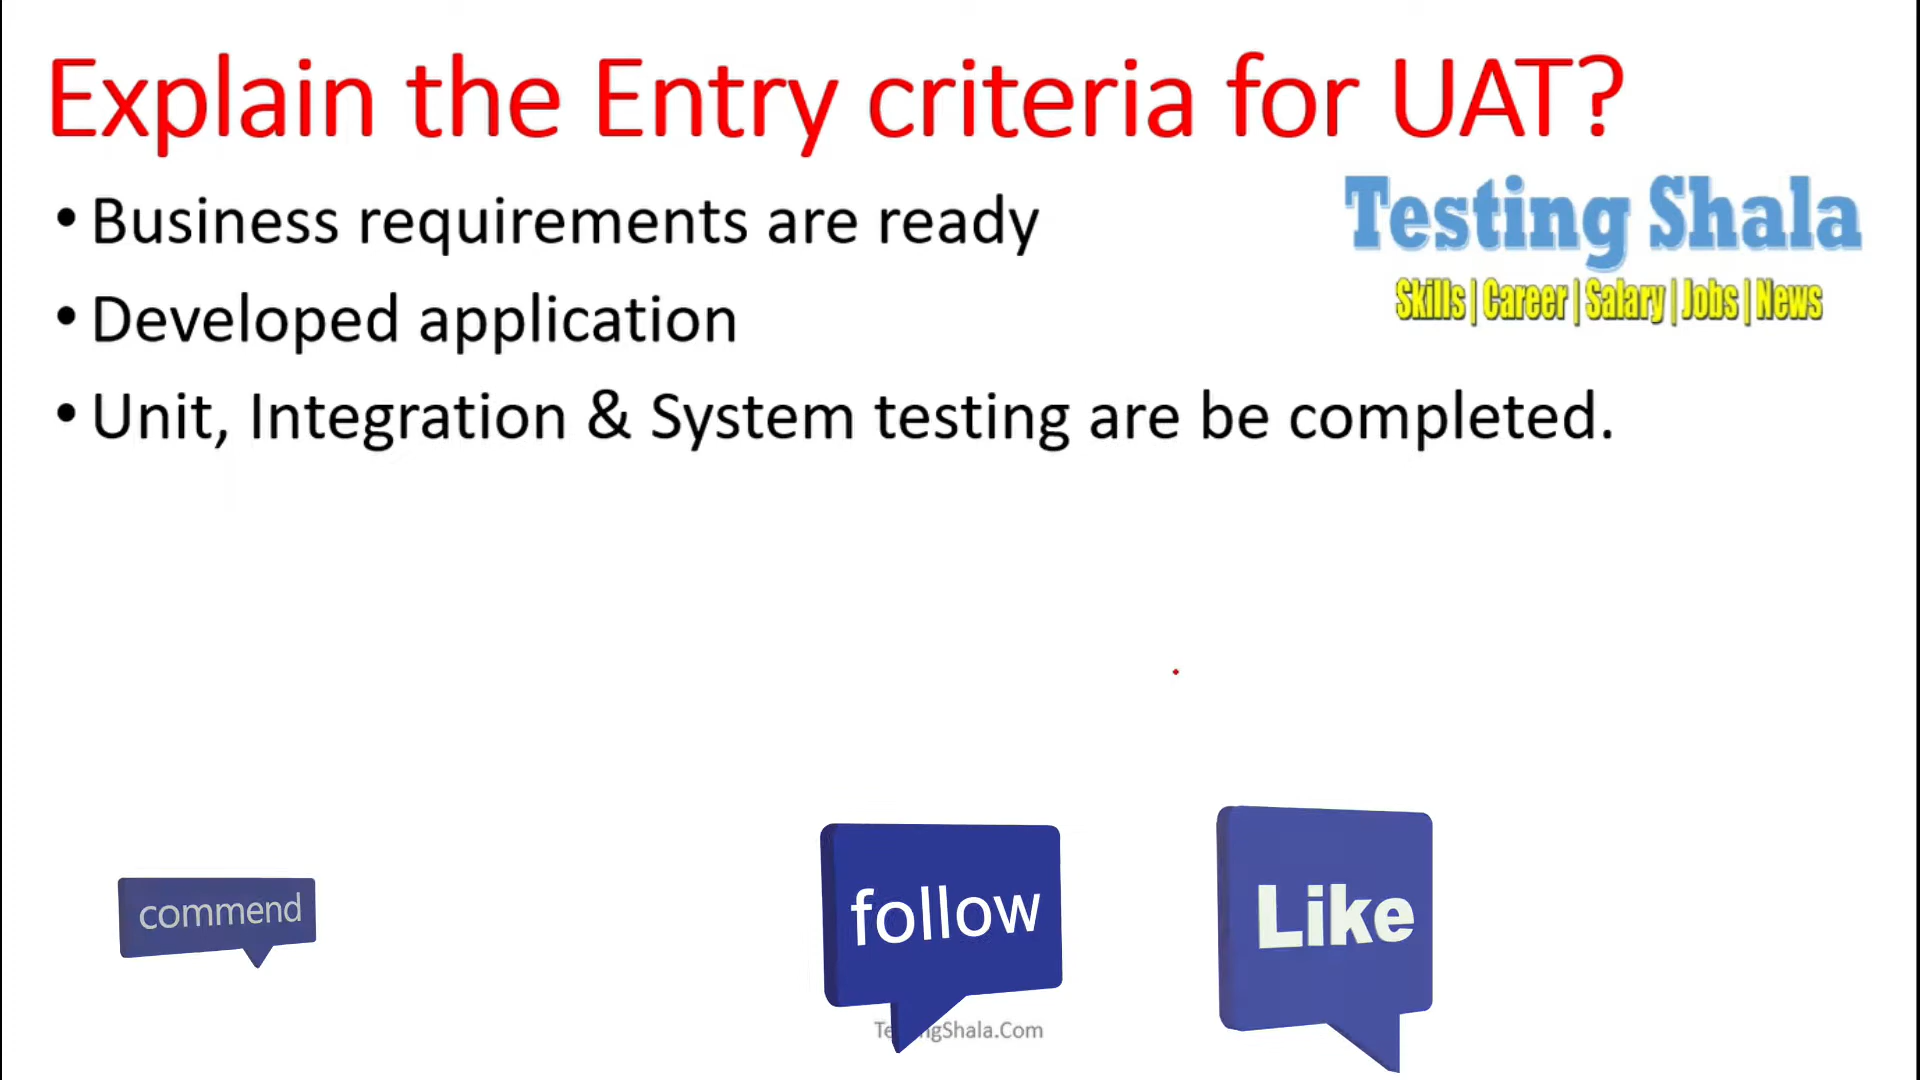 Explain the Entry criteria for UAT?
• Business requirements are ready
Testing Shala
Skills | Career | Salary | Jobs | News
• Developed application
• Unit, Integration & System testing are be completed.
commend
follow
Like